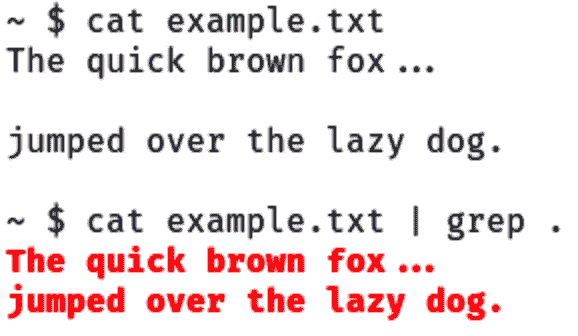 ~ $ cat example.txt
The quick brown fox...
jumped over the lazy dog.
~ $ cat example.txt | grep .
The quick brown fox...
jumped over the lazy dog.